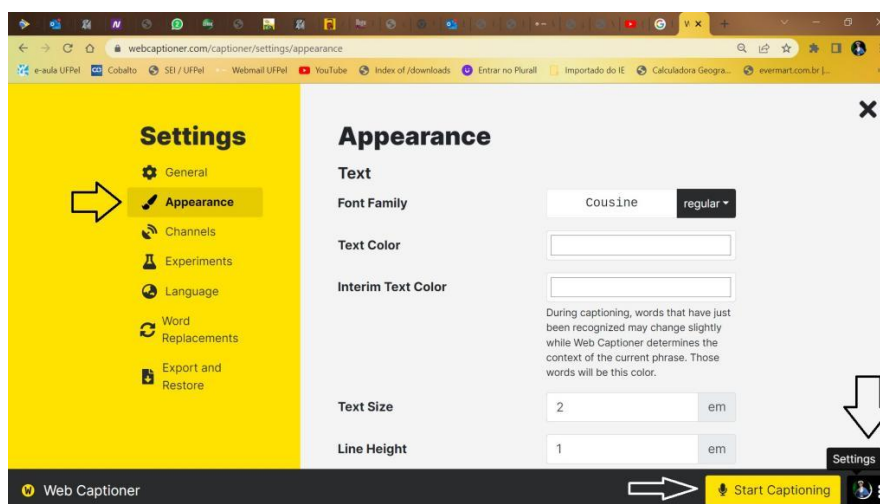 webcaptioner.com/captioner/settings/appearance
e-aula UFPel Cobalto SEI / UFPel Webmail UFPel YouTube Index of /downloads Entrar no Plurall Importado do IE Calculadora Geogra... evermart.com.br |...
Settings
General
Appearance
Channels
Experiments
Language
Word
Replacements
Export and
Restore
Appearance
Text
Font Family
Cousine regular
Text Color
Interim Text Color
During captioning, words that have just
been recognized may change slightly
while Web Captioner determines the
context of the current phrase. Those
words will be this color.
Text Size
2 em
Line Height
1 em
Settings
Web Captioner
Start Captioning